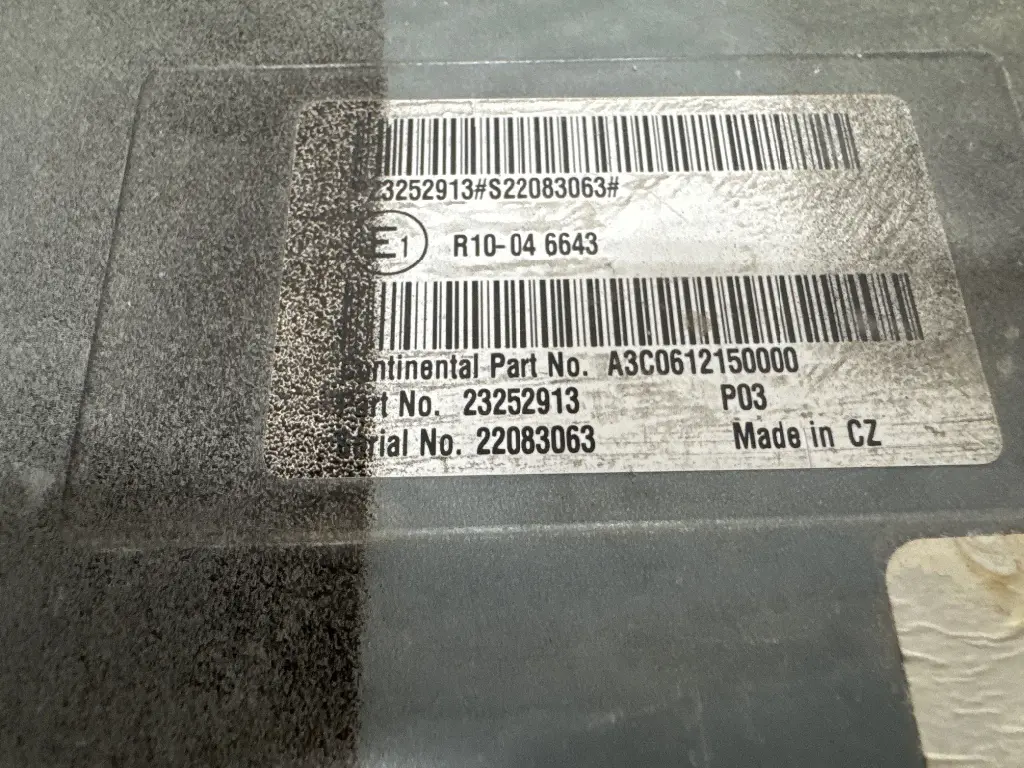 23252913#S22083063#
E1 R10-04 6643
Continental Part No. A3C0612150000
Part No. 23252913 P03
Serial No. 22083063 Made in CZ